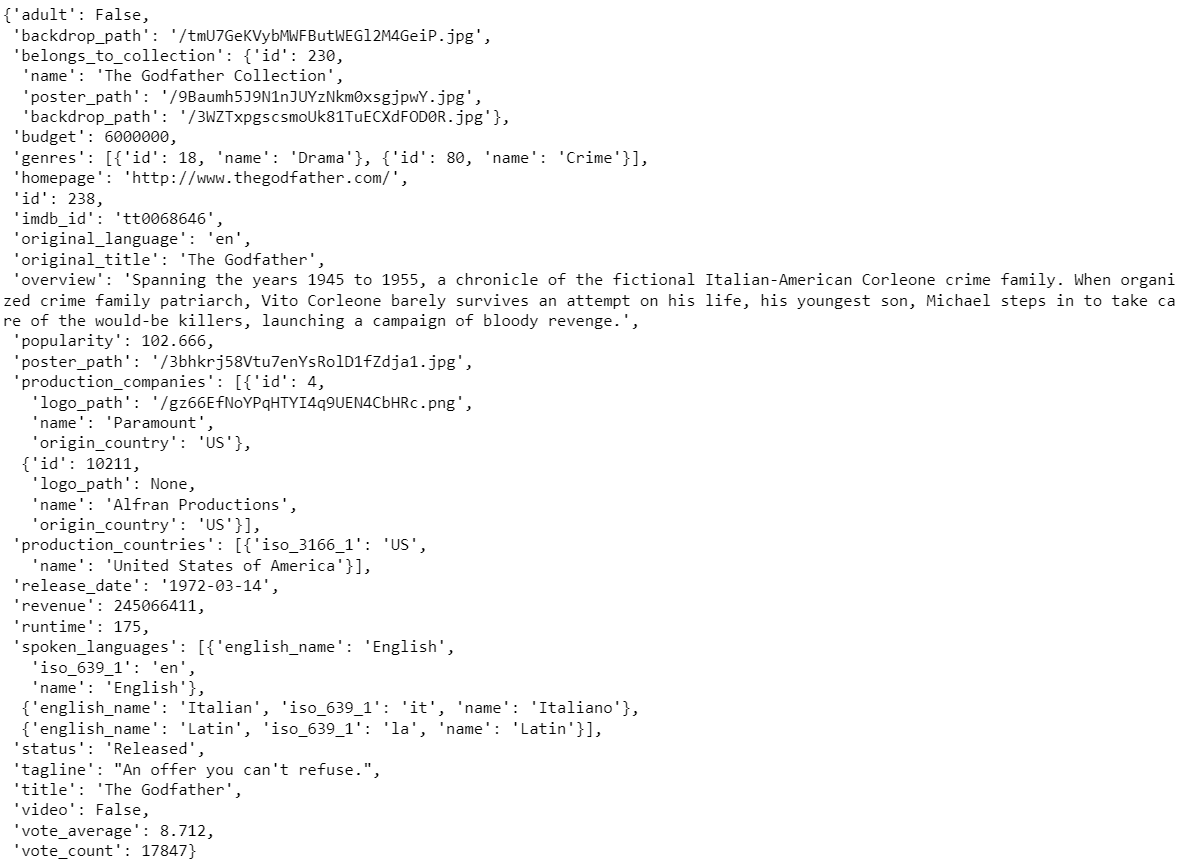 {'adult': False,
'backdrop_path': '/tmU7GeKVybMWFButWEGl2M4GeiP.jpg',
'belongs_to_collection': {'id': 230,
'name': 'The Godfather Collection',
'poster_path': '/9Baumh5J9N1nJUYzNkm0xsgjpwY.jpg',
'backdrop_path': '/3WZTxpgscsmoUk81TuECXdFOD0R.jpg'},
'budget': 6000000,
'genres': [{'id': 18, 'name': 'Drama'}, {'id': 80, 'name': 'Crime'}],
'homepage': 'http://www.thegodfather.com/',
'id': 238,
'imdb_id': 'tt0068646',
'original_language': 'en',
'original_title': 'The Godfather',
'overview': 'Spanning the years 1945 to 1955, a chronicle of the fictional Italian-American Corleone crime family. When organi
zed crime family patriarch, Vito Corleone barely survives an attempt on his life, his youngest son, Michael steps in to take ca
re of the would-be killers, launching a campaign of bloody revenge.',
'popularity': 102.666,
'poster_path': '/3bhkrj58Vtu7enYsRolD1fZdja1.jpg',
'production_companies': [{'id': 4,
'logo_path': '/gz66EfNoYPqHTYI4q9UEN4CbHRc.png',
'name': 'Paramount',
'origin_country': 'US'},
{'id': 10211,
'logo_path': None,
'name': 'Alfran Productions',
'origin_country': 'US'}],
'production_countries': [{'iso_3166_1': 'US',
'name': 'United States of America'}],
'release_date': '1972-03-14',
'revenue': 245066411,
'runtime': 175,
'spoken_languages': [{'english_name': 'English',
'iso_639_1': 'en',
'name': 'English'},
{'english_name': 'Italian', 'iso_639_1': 'it', 'name': 'Italiano'},
{'english_name': 'Latin', 'iso_639_1': 'la', 'name': 'Latin'}],
'status': 'Released',
'tagline': "An offer you can't refuse.",
'title': 'The Godfather',
'video': False,
'vote_average': 8.712,
'vote_count': 17847}